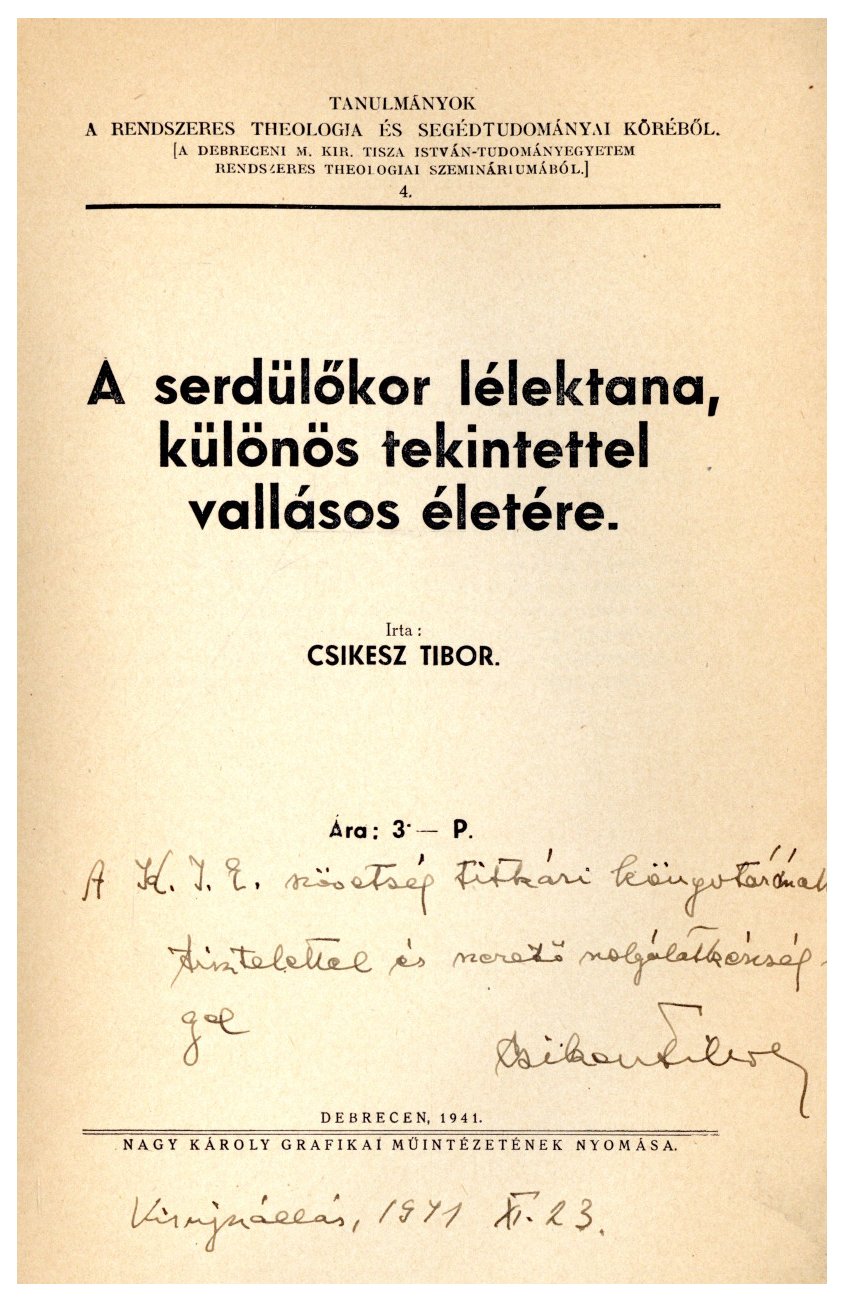 TANULMÁNYOK
A RENDSZERES THEOLOGIA ÉS SEGÉDTUDOMÁNYAI KÖRÉBŐL.
[A DEBRECENI M. KIR. TISZA ISTVÁN-TUDOMÁNYEGYETEM
RENDSZERES THEOLOGIAI SZEMINÁRIUMÁBÓL.]
4.
A serdülőkor lélektana,
különös tekintettel
vallásos életére.
Irta :
CSIKESZ TIBOR.
Ára: 3·— P.
A K. I. E. szövetség titkári könyvtárának
tisztelettel és szerető szolgálatkészség-
gel
Csikesz Tibor
DEBRECEN, 1941.
NAGY KÁROLY GRAFIKAI MŰINTÉZETÉNEK NYOMÁSA.
Kisujszállás, 1941 XI. 23.